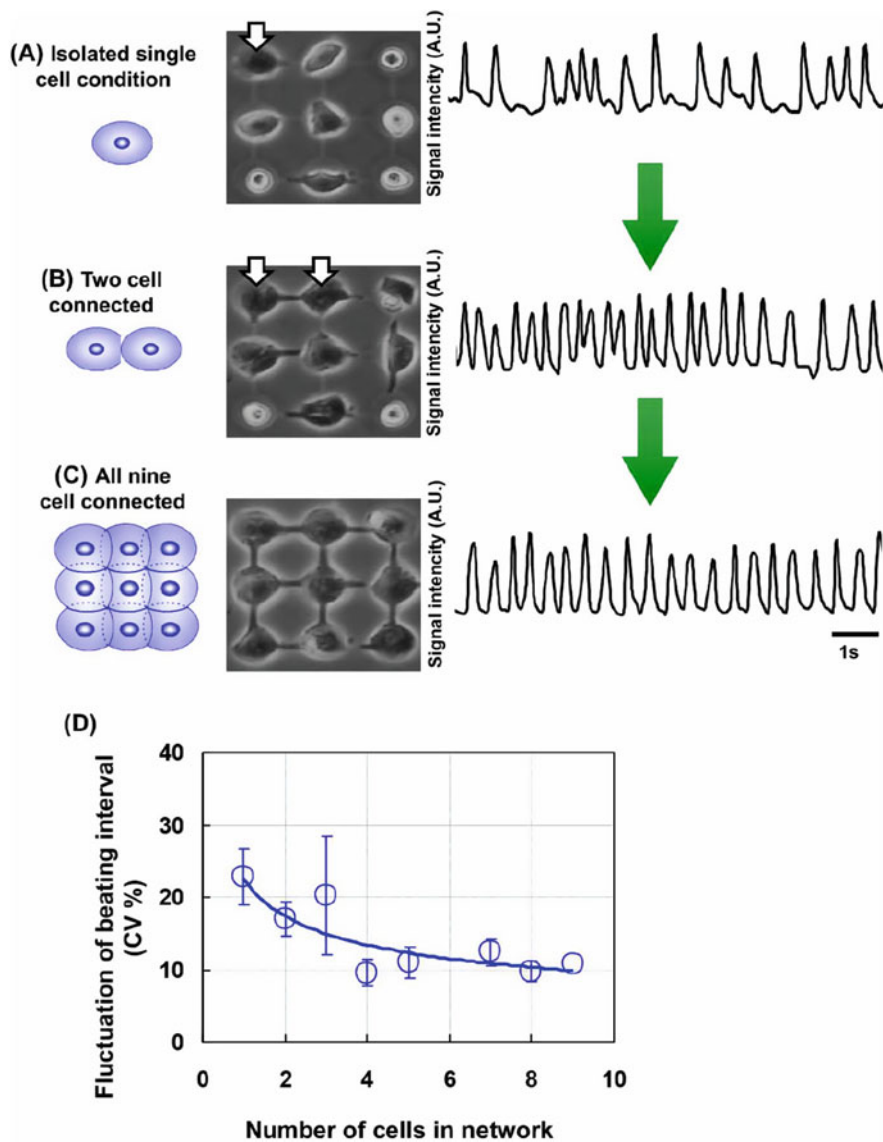 (A) Isolated single
cell condition
Signal intencity (A.U.)
(B) Two cell
connected
Signal intencity (A.U.)
(C) All nine
cell connected
Signal intencity (A.U.)
1s
(D)
Fluctuation of beating interval
(CV %)
40
30
20
10
0
0 2 4 6 8 10
Number of cells in network